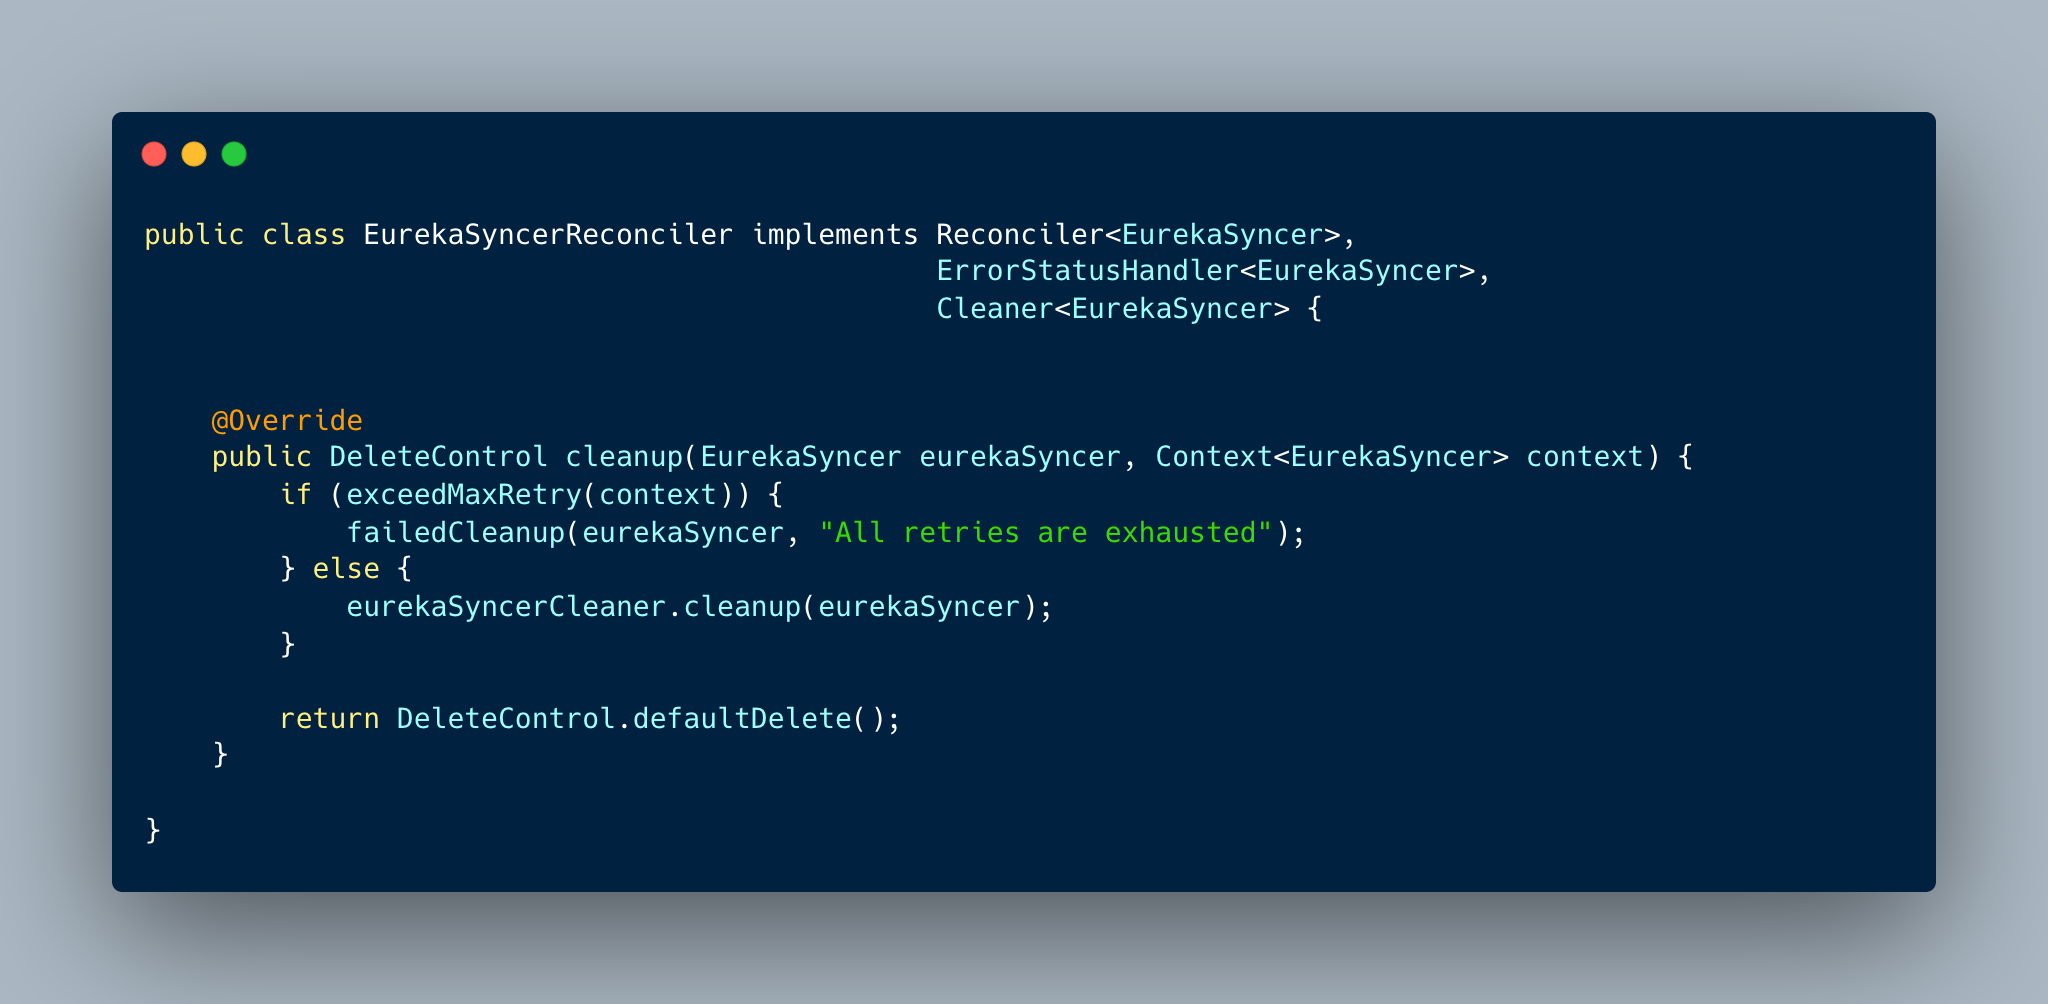 public class EurekaSyncerReconciler implements Reconciler<EurekaSyncer>,
                                               ErrorStatusHandler<EurekaSyncer>,
                                               Cleaner<EurekaSyncer> {
    @Override
    public DeleteControl cleanup(EurekaSyncer eurekaSyncer, Context<EurekaSyncer> context) {
        if (exceedMaxRetry(context)) {
            failedCleanup(eurekaSyncer, "All retries are exhausted");
        } else {
            eurekaSyncerCleaner.cleanup(eurekaSyncer);
        }
        return DeleteControl.defaultDelete();
    }
}